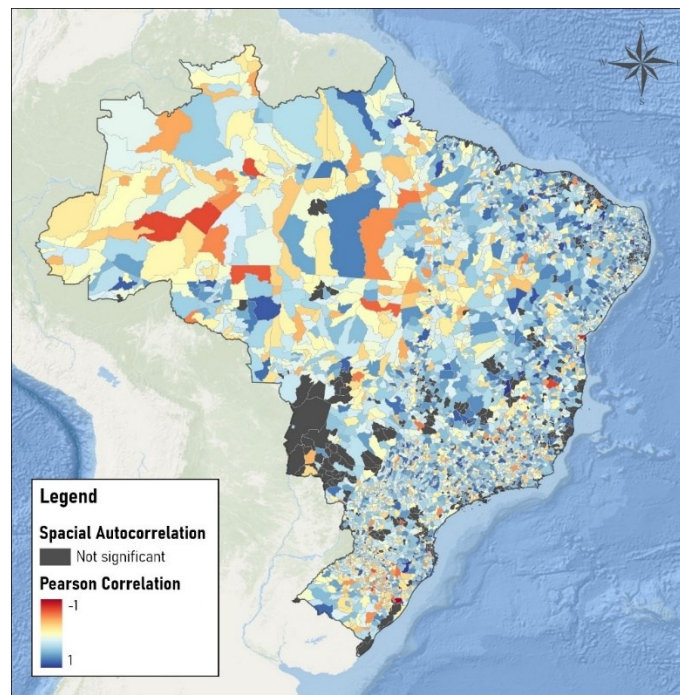 N
Legend
Spacial Autocorrelation
Not significant
Pearson Correlation
-1
1